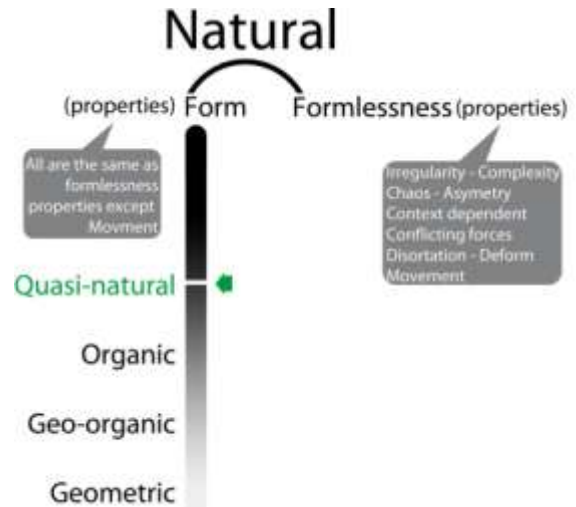 Natural
(properties) Form Formlessness (properties)
All are the same as
formlessness
properties except
Movment
Irregularity - Complexity
Chaos - Asymetry
Context dependent
Conflicting forces
Disortation - Deform
Movement
Quasi-natural
Organic
Geo-organic
Geometric